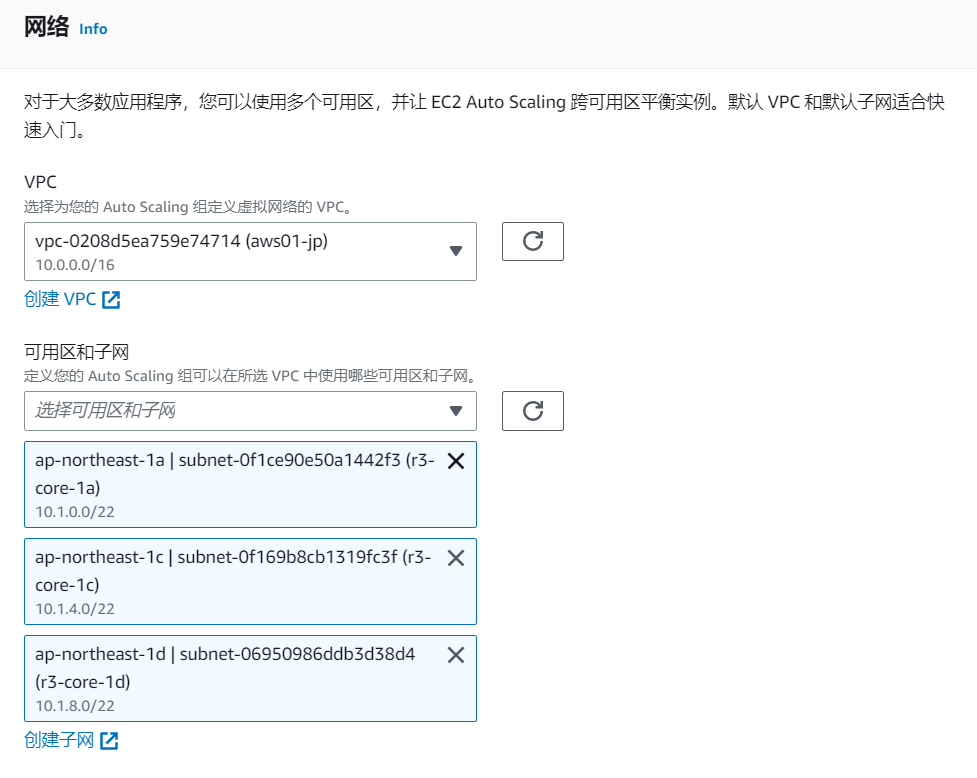 网络 Info
对于大多数应用程序，您可以使用多个可用区，并让 EC2 Auto Scaling 跨可用区平衡实例。默认 VPC 和默认子网适合快
速入门。
VPC
选择为您的 Auto Scaling 组定义虚拟网络的 VPC。
vpc-0208d5ea759e74714 (aws01-jp)
10.0.0.0/16
创建 VPC
可用区和子网
定义您的 Auto Scaling 组可以在所选 VPC 中使用哪些可用区和子网。
选择可用区和子网
ap-northeast-1a | subnet-0f1ce90e50a1442f3 (r3-
core-1a)
10.1.0.0/22
ap-northeast-1c | subnet-0f169b8cb1319fc3f (r3-
core-1c)
10.1.4.0/22
ap-northeast-1d | subnet-06950986ddb3d38d4
(r3-core-1d)
10.1.8.0/22
创建子网